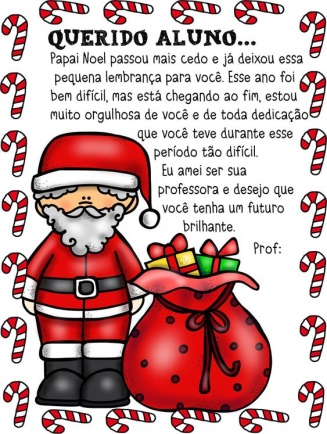 QUERIDO ALUNO...
Papai Noel passou mais cedo e já deixou essa
pequena lembrança para você. Esse ano foi
bem difícil, mas está chegando ao fim, estou
muito orgulhosa de você e de toda dedicação
que você teve durante esse
período tão difícil.
Eu amei ser sua
professora e desejo que
você tenha um futuro
brilhante.
Prof: